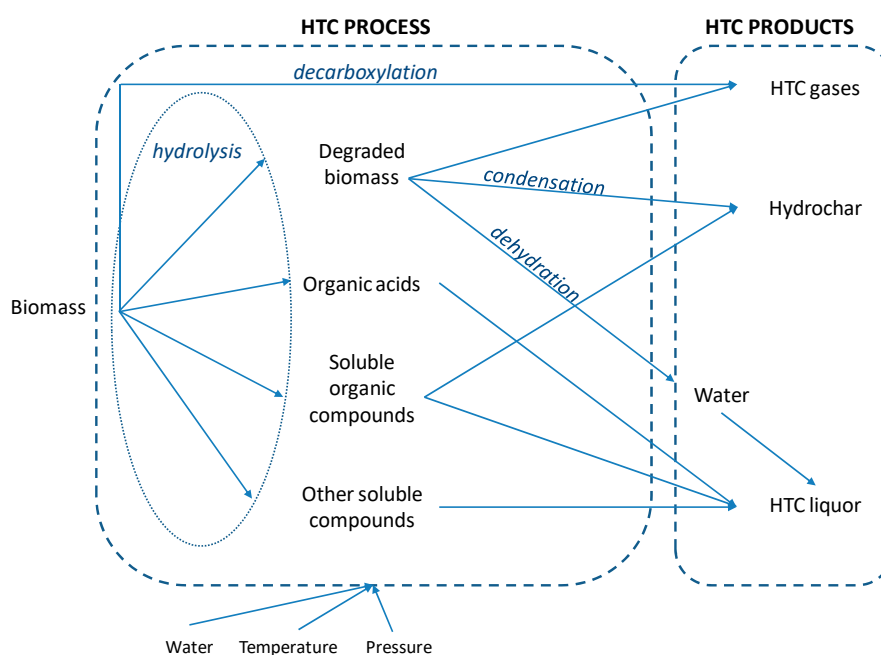 HTC PROCESS
HTC PRODUCTS
decarboxylation
HTC gases
hydrolysis
Degraded
biomass
condensation
Hydrochar
dehydration
Biomass
Organic acids
Soluble
organic
compounds
Water
Other soluble
compounds
HTC liquor
Water
Temperature
Pressure